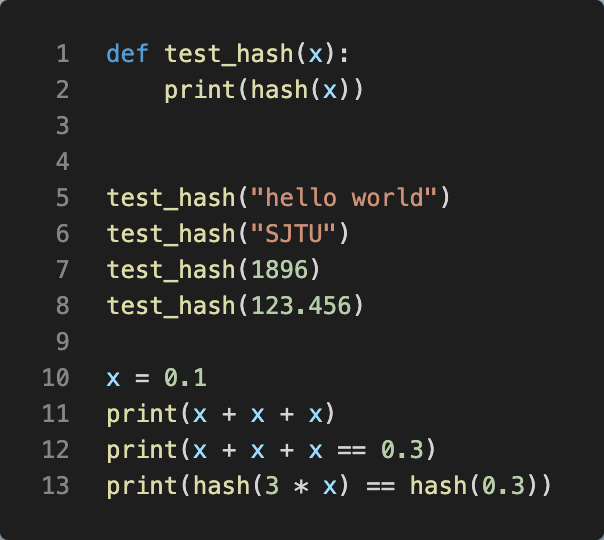 1 def test_hash(x):
2     print(hash(x))
3
4
5 test_hash("hello world")
6 test_hash("SJTU")
7 test_hash(1896)
8 test_hash(123.456)
9
10 x = 0.1
11 print(x + x + x)
12 print(x + x + x == 0.3)
13 print(hash(3 * x) == hash(0.3))